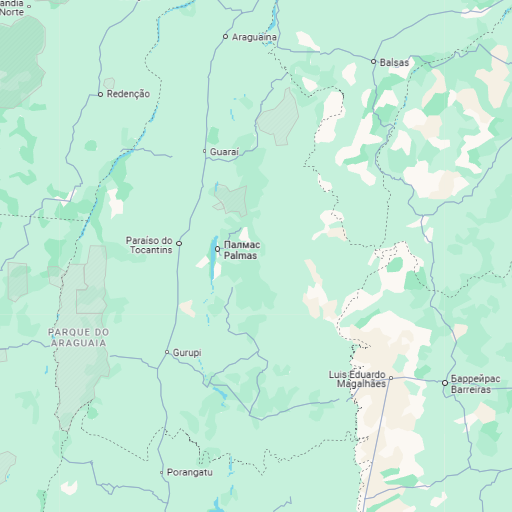 landia
Norte
Araguaína
Balsas
Redenção
Guaraí
Paraíso do
Tocantins
Палмас
Palmas
PARQUE DO
ARAGUAIA
Gurupi
Luís Eduardo
Magalhães
Баррейрас
Barreiras
Porangatu